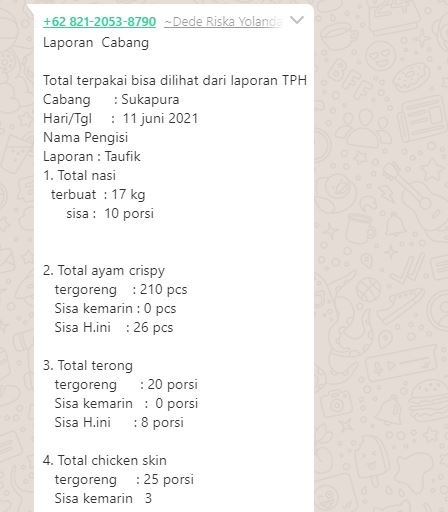 +62 821-2053-8790 ~Dede Riska Yolanda
Laporan Cabang
Total terpakai bisa dilihat dari laporan TPH
Cabang : Sukapura
Hari/Tgl : 11 juni 2021
Nama Pengisi
Laporan : Taufik
1. Total nasi
terbuat : 17 kg
sisa : 10 porsi
2. Total ayam crispy
tergoreng : 210 pcs
Sisa kemarin : 0 pcs
Sisa H.ini : 26 pcs
3. Total terong
tergoreng : 20 porsi
Sisa kemarin : 0 porsi
Sisa H.ini : 8 porsi
4. Total chicken skin
tergoreng : 25 porsi
Sisa kemarin 3